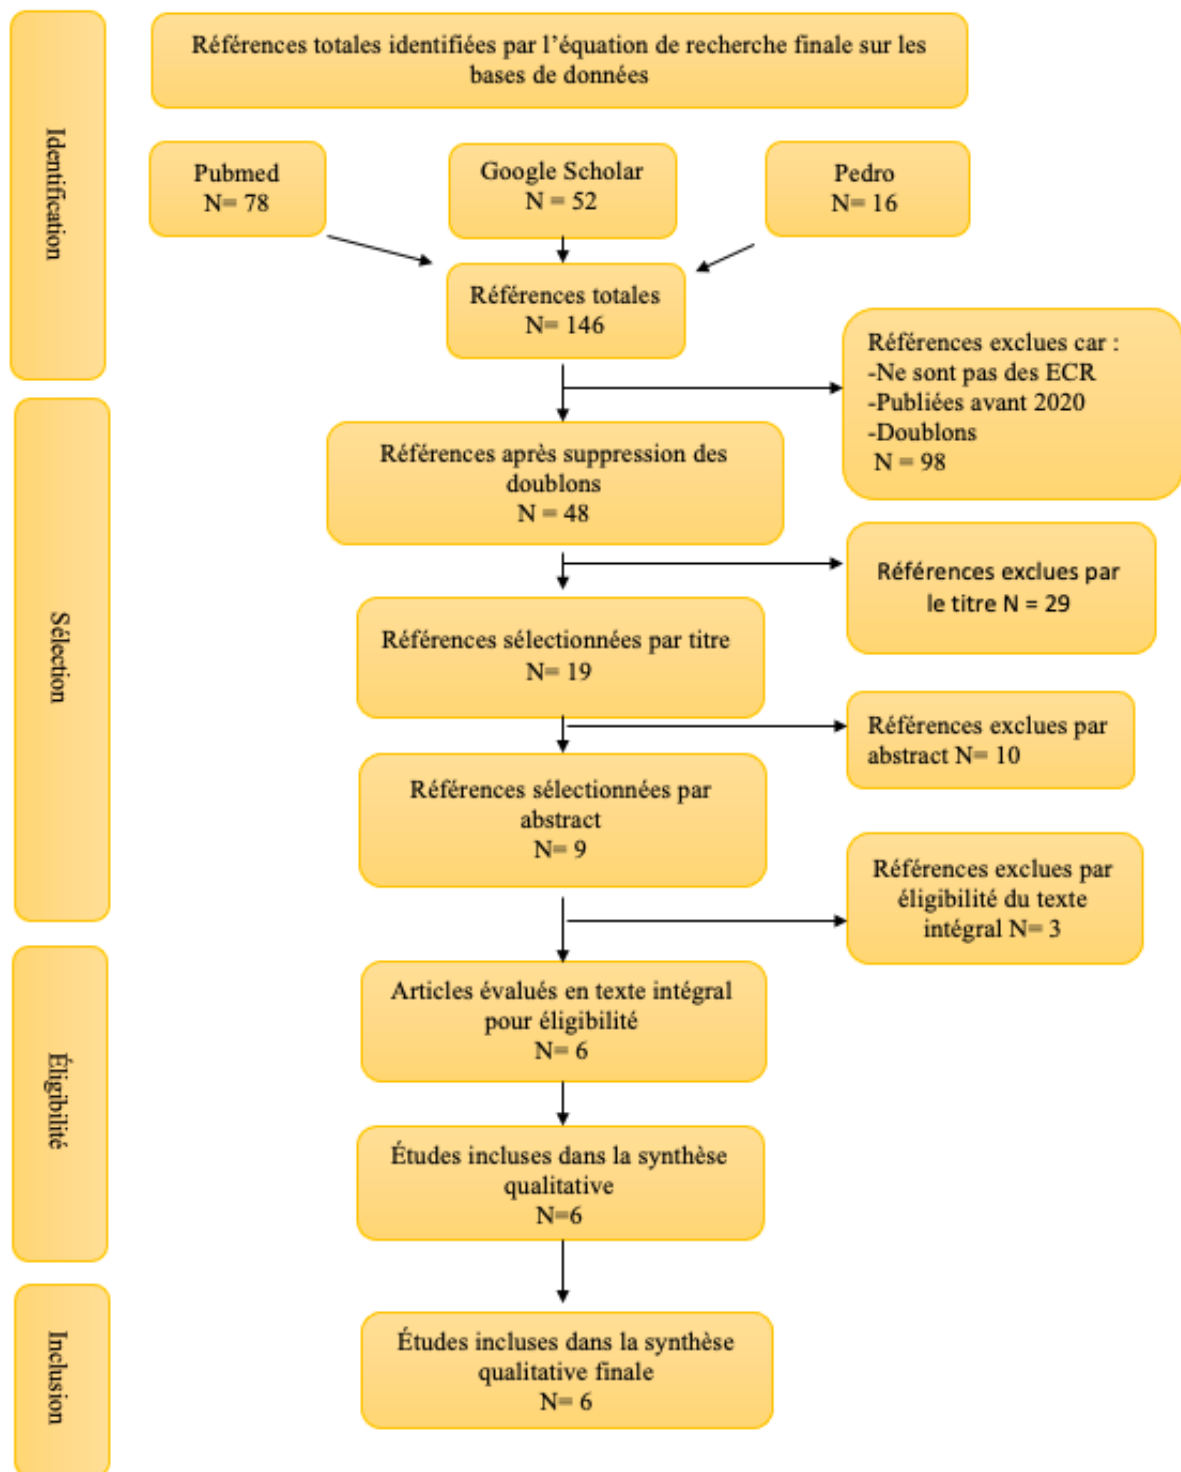 Identification
Références totales identifiées par l'équation de recherche finale sur les
bases de données
Pubmed
N= 78
Google Scholar
N = 52
Pedro
N= 16
Références totales
N= 146
Références exclues car :
-Ne sont pas des ECR
-Publiées avant 2020
-Doublons
N = 98
Sélection
Références après suppression des
doublons
N = 48
Références exclues par
le titre N = 29
Références sélectionnées par titre
N= 19
Références exclues par
abstract N= 10
Références sélectionnées par
abstract
N= 9
Références exclues par
éligibilité du texte
intégral N= 3
Éligibilité
Articles évalués en texte intégral
pour éligibilité
N= 6
Études incluses dans la synthèse
qualitative
N=6
Inclusion
Études incluses dans la synthèse
qualitative finale
N= 6